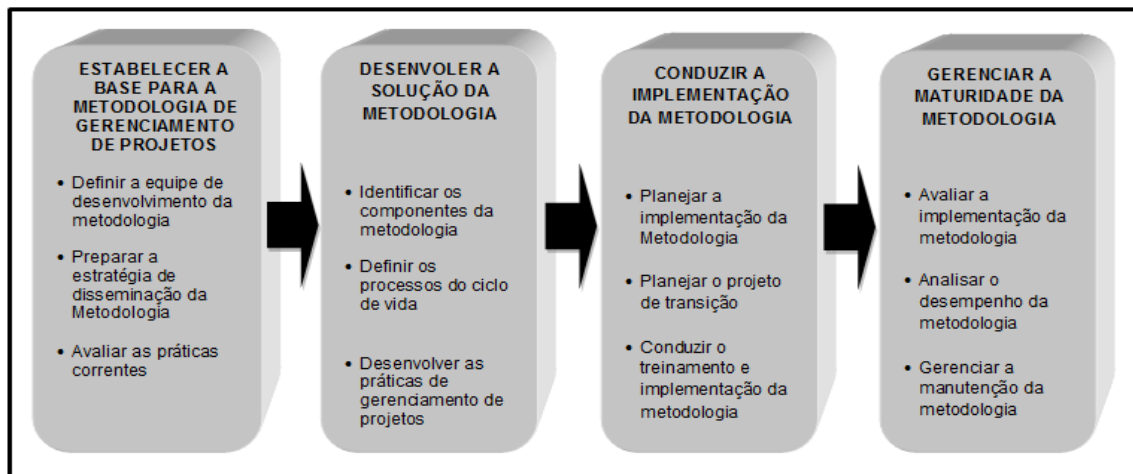 ESTABELECER A
BASE PARA A
METODOLOGIA DE
GERENCIAMENTO
DE PROJETOS
• Definir a equipe de
desenvolvimento da
metodologia
• Preparar a
estratégia de
disseminação da
Metodologia
• Avaliar as práticas
correntes
DESENVOLER A
SOLUÇÃO DA
METODOLOGIA
• Identificar os
componentes da
metodologia
• Definir os
processos do ciclo
de vida
• Desenvolver as
práticas de
gerenciamento de
projetos
CONDUZIR A
IMPLEMENTAÇÃO
DA METODOLOGIA
• Planejar a
implementação da
Metodologia
• Planejar o projeto
de transição
• Conduzir o
treinamento e
implementação da
metodologia
GERENCIAR A
MATURIDADE DA
METODOLOGIA
• Avaliar a
implementação da
metodologia
• Analisar o
desempenho da
metodologia
• Gerenciar a
manutenção da
metodologia